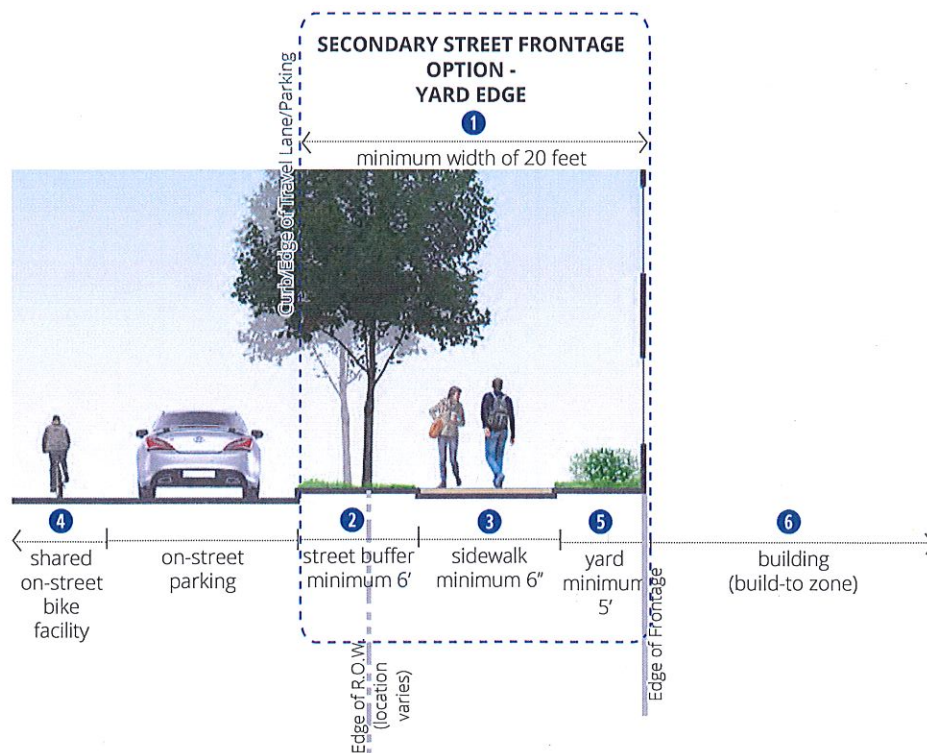 SECONDARY STREET FRONTAGE
OPTION -
YARD EDGE
1
minimum width of 20 feet
Curb/Edge of Travel Lane/Parking
4
shared
on-street
bike
facility
on-street
parking
2
street buffer
minimum 6'
3
sidewalk
minimum 6"
5
yard
minimum
5'
6
building
(build-to zone)
Edge of R.O.W.
(location
varies)
Edge of Frontage